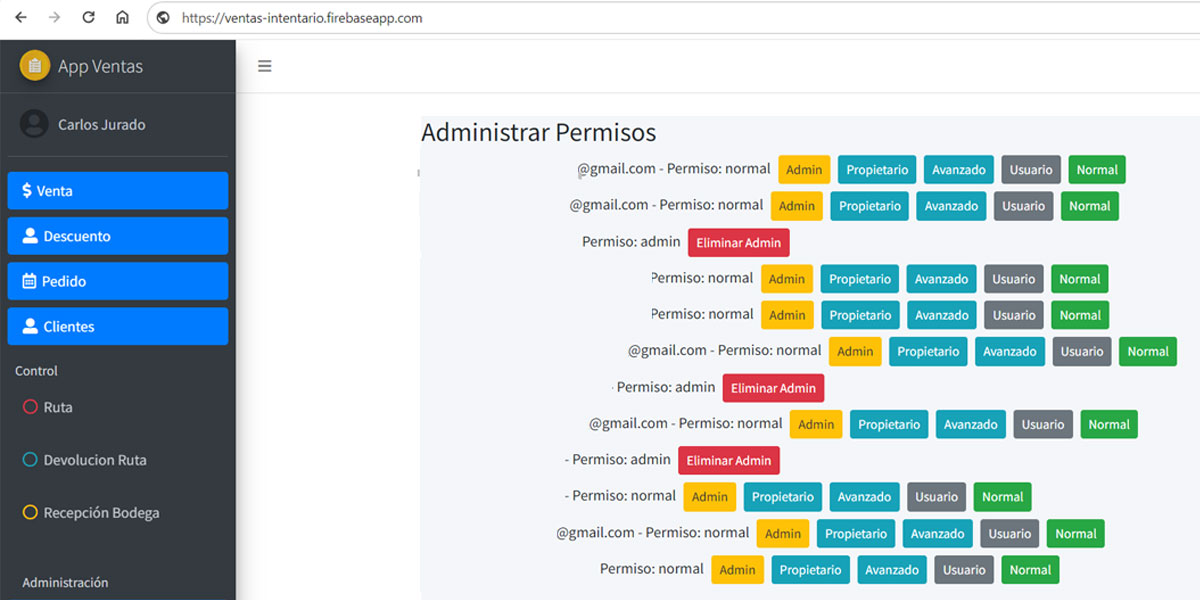 https://ventas-intentario.firebaseapp.com
App Ventas
Carlos Jurado
Venta
Descuento
Pedido
Clientes
Control
Ruta
Devolucion Ruta
Recepción Bodega
Administración
Administrar Permisos
@gmail.com - Permiso: normal Admin Propietario Avanzado Usuario Normal
@gmail.com - Permiso: normal Admin Propietario Avanzado Usuario Normal
Permiso: admin Eliminar Admin
Permiso: normal Admin Propietario Avanzado Usuario Normal
Permiso: normal Admin Propietario Avanzado Usuario Normal
@gmail.com - Permiso: normal Admin Propietario Avanzado Usuario Normal
Permiso: admin Eliminar Admin
@gmail.com - Permiso: normal Admin Propietario Avanzado Usuario Normal
- Permiso: admin Eliminar Admin
- Permiso: normal Admin Propietario Avanzado Usuario Normal
@gmail.com - Permiso: normal Admin Propietario Avanzado Usuario Normal
Permiso: normal Admin Propietario Avanzado Usuario Normal